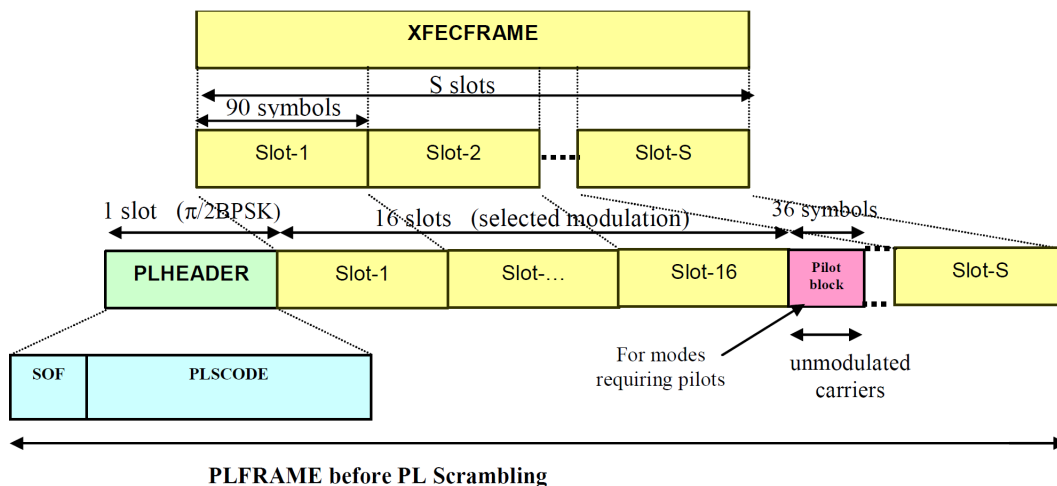 XFECFRAME
S slots
90 symbols
Slot-1
Slot-2
Slot-S
1 slot (π/2BPSK)
16 slots (selected modulation)
36 symbols
PLHEADER
Slot-1
Slot-...
Slot-16
Pilot
block
Slot-S
For modes
requiring pilots
unmodulated
carriers
SOF
PLSCODE
PLFRAME before PL Scrambling